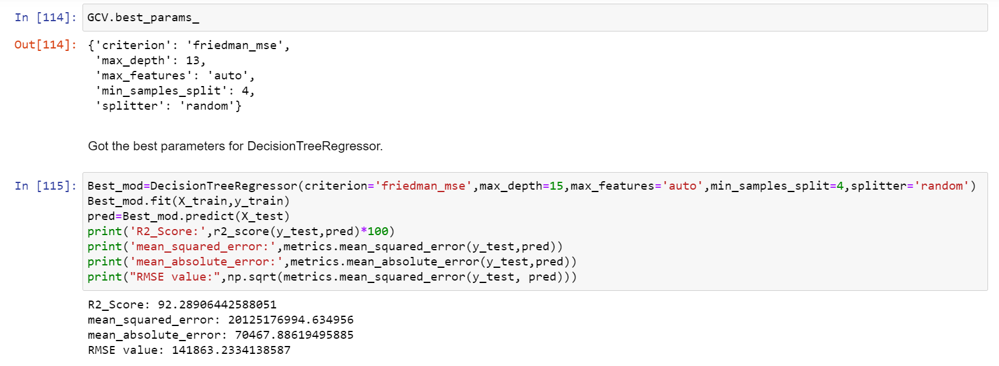 In [114]: GCV.best_params_
Out[114]: {'criterion': 'friedman_mse',
'max_depth': 13,
'max_features': 'auto',
'min_samples_split': 4,
'splitter': 'random'}
Got the best parameters for DecisionTreeRegressor.
In [115]: Best_mod=DecisionTreeRegressor(criterion='friedman_mse',max_depth=15,max_features='auto',min_samples_split=4,splitter='random')
Best_mod.fit(X_train,y_train)
pred=Best_mod.predict(X_test)
print('R2_Score:',r2_score(y_test,pred)*100)
print('mean_squared_error:',metrics.mean_squared_error(y_test,pred))
print('mean_absolute_error:',metrics.mean_absolute_error(y_test,pred))
print("RMSE value:",np.sqrt(metrics.mean_squared_error(y_test, pred)))
R2_Score: 92.28906442588051
mean_squared_error: 20125176994.634956
mean_absolute_error: 70467.88619495885
RMSE value: 141863.2334138587